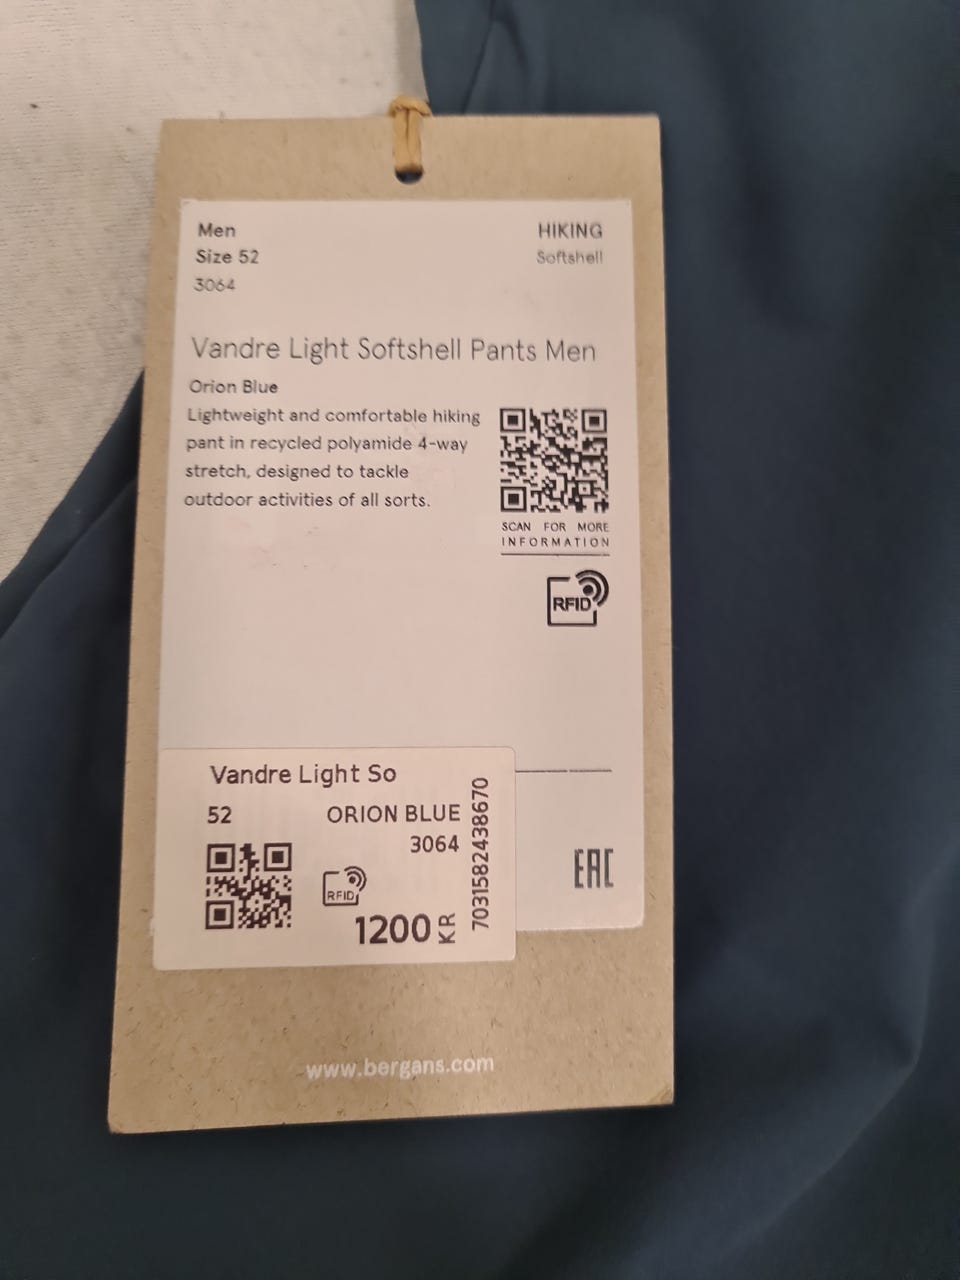 Men
HIKING
Size 52
Softshell
3064
Vandre Light Softshell Pants Men
Orion Blue
Lightweight and comfortable hiking
pant in recycled polyamide 4-way
stretch, designed to tackle
outdoor activities of all sorts.
SCAN FOR MORE
INFORMATION
RFID
Vandre Light So
52
ORION BLUE
3064
RFID
1200 KR
7031582438670
EAC
www.bergans.com